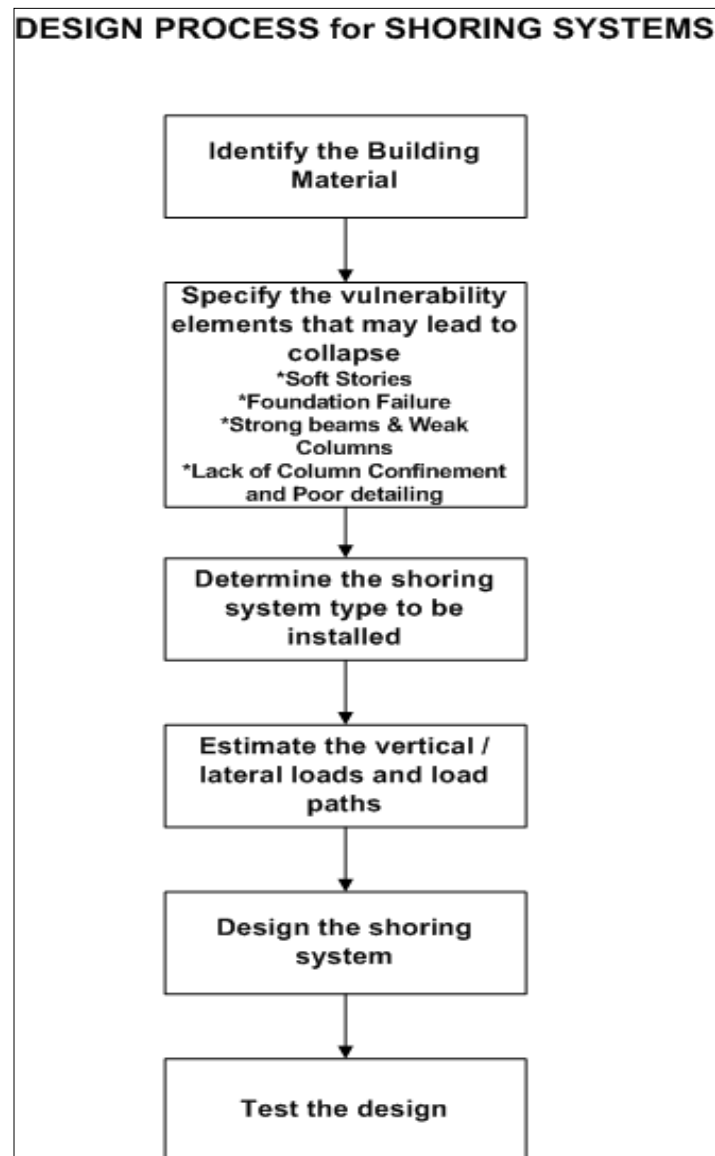 DESIGN PROCESS for SHORING SYSTEMS
Identify the Building
Material
Specify the vulnerability
elements that may lead to
collapse
*Soft Stories
*Foundation Failure
*Strong beams & Weak
Columns
*Lack of Column Confinement
and Poor detailing
Determine the shoring
system type to be
installed
Estimate the vertical /
lateral loads and load
paths
Design the shoring
system
Test the design